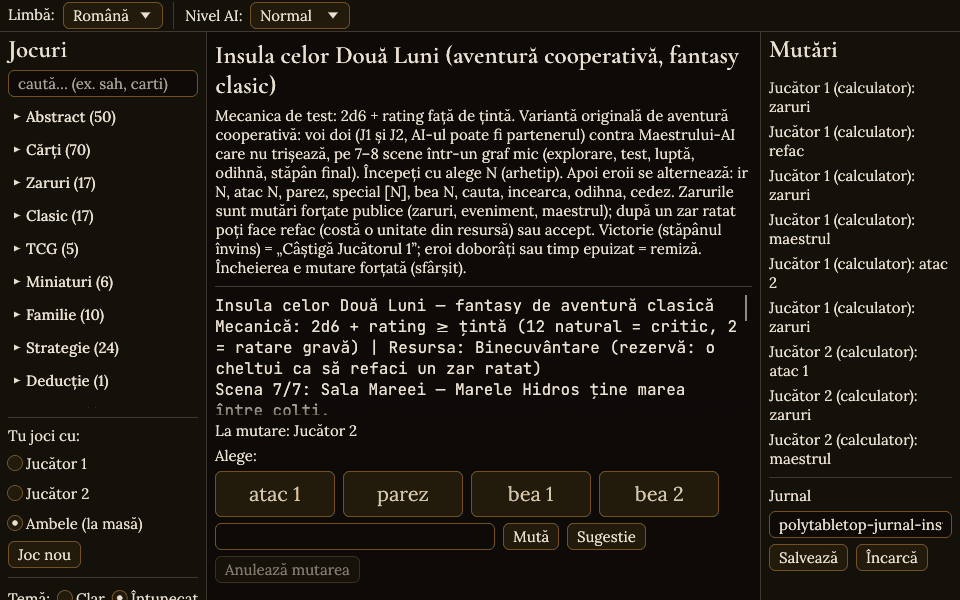 Limbă: Română ▼ Nivel AI: Normal ▼
Jocuri
caută... (ex. sah, carti)
▸ Abstract (50)
▸ Cărți (70)
▸ Zaruri (17)
▸ Clasic (17)
▸ TCG (5)
▸ Miniaturi (6)
▸ Familie (10)
▸ Strategie (24)
▸ Deducție (1)
Tu joci cu:
Jucător 1
Jucător 2
Ambele (la masă)
Joc nou
Temă: Clar Întunecat
Insula celor Două Luni (aventură cooperativă, fantasy
clasic)
Mecanica de test: 2d6 + rating față de țintă. Variantă originală de aventură
cooperativă: voi doi (J1 și J2, AI-ul poate fi partenerul) contra Maestrului-AI
care nu trișează, pe 7–8 scene într-un graf mic (explorare, test, luptă,
odihnă, stăpân final). Începeți cu alege N (arhetip). Apoi eroii se alternează: ir
N, atac N, parez, special [N], bea N, cauta, incearca, odihna, cedez. Zarurile
sunt mutări forțate publice (zaruri, eveniment, maestrul); după un zar ratat
poți face refac (costă o unitate din resursă) sau accept. Victorie (stăpânul
învins) = „Câștigă Jucătorul 1”; eroi doborâți sau timp epuizat = remiză.
Încheierea e mutare forțată (sfârșit).
Insula celor Două Luni — fantasy de aventură clasică
Mecanică: 2d6 + rating ≥ țintă (12 natural = critic, 2
= ratare gravă) | Resursa: Binecuvântare (rezervă: o
cheltui ca să refaci un zar ratat)
Scena 7/7: Sala Mareei — Marele Hidros ține marea
între colți.
La mutare: Jucător 2
Alege:
atac 1
parez
bea 1
bea 2
Mută
Sugestie
Anulează mutarea
Mutări
Jucător 1 (calculator):
zaruri
Jucător 1 (calculator):
refac
Jucător 1 (calculator):
zaruri
Jucător 1 (calculator):
maestrul
Jucător 1 (calculator): atac
2
Jucător 1 (calculator):
zaruri
Jucător 2 (calculator):
atac 1
Jucător 2 (calculator):
zaruri
Jucător 2 (calculator):
maestrul
Jurnal
polytabletop-jurnal-ins
Salvează
Încarcă